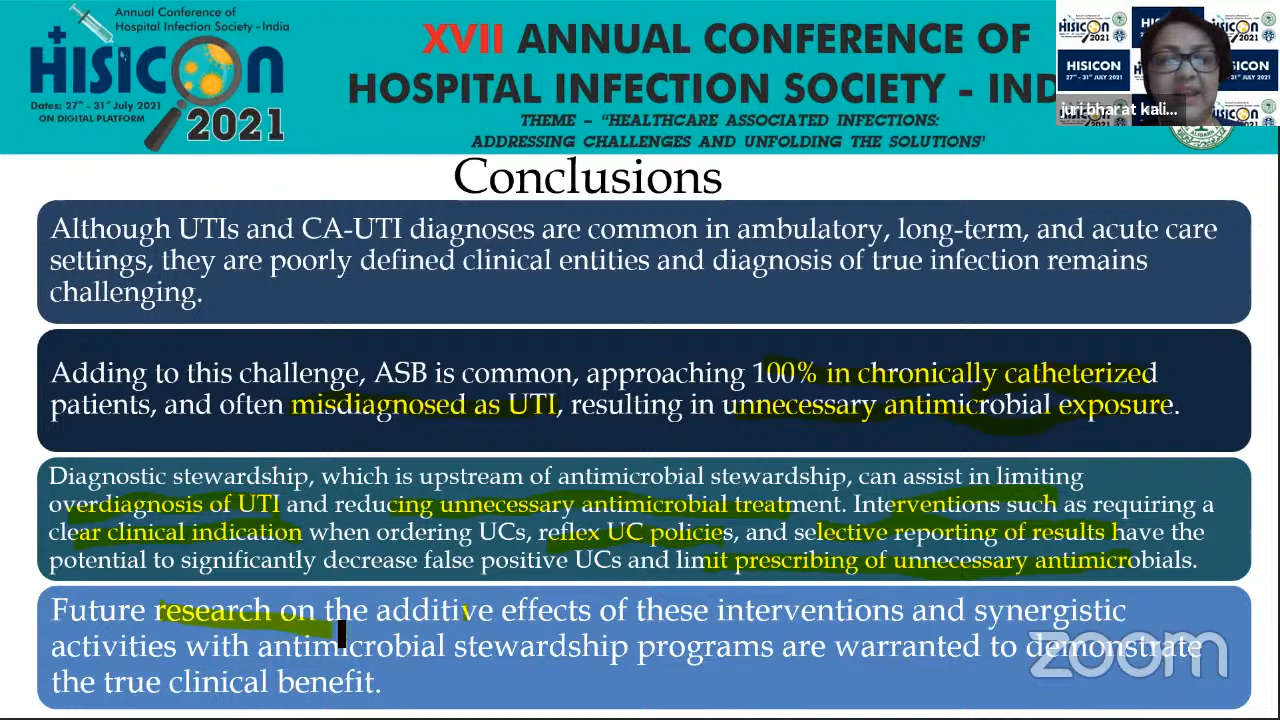 Annual Conference of
Hospital Infection Society -India
HISICON
Dates: 27th - 31st July 2021
ON DIGITAL PLATFORM
2021
XVII ANNUAL CONFERENCE OF
HOSPITAL INFECTION SOCIETY - IND
THEME – "HEALTHCARE ASSOCIATED INFECTIONS:
ADDRESSING CHALLENGES AND UNFOLDING THE SOLUTIONS'
HISICON
27th - 31st JULY 2021
juri bharat kali...
Conclusions
Although UTIs and CA-UTI diagnoses are common in ambulatory, long-term, and acute care
settings, they are poorly defined clinical entities and diagnosis of true infection remains
challenging.
Adding to this challenge, ASB is common, approaching 100% in chronically catheterized
patients, and often misdiagnosed as UTI, resulting in unnecessary antimicrobial exposure.
Diagnostic stewardship, which is upstream of antimicrobial stewardship, can assist in limiting
overdiagnosis of UTI and reducing unnecessary antimicrobial treatment. Interventions such as requiring a
clear clinical indication when ordering UCs, reflex UC policies, and selective reporting of results have the
potential to significantly decrease false positive UCs and limit prescribing of unnecessary antimicrobials.
Future research on the additive effects of these interventions and synergistic
activities with antimicrobial stewardship programs are warranted to demonstrate
the true clinical benefit.
zoom